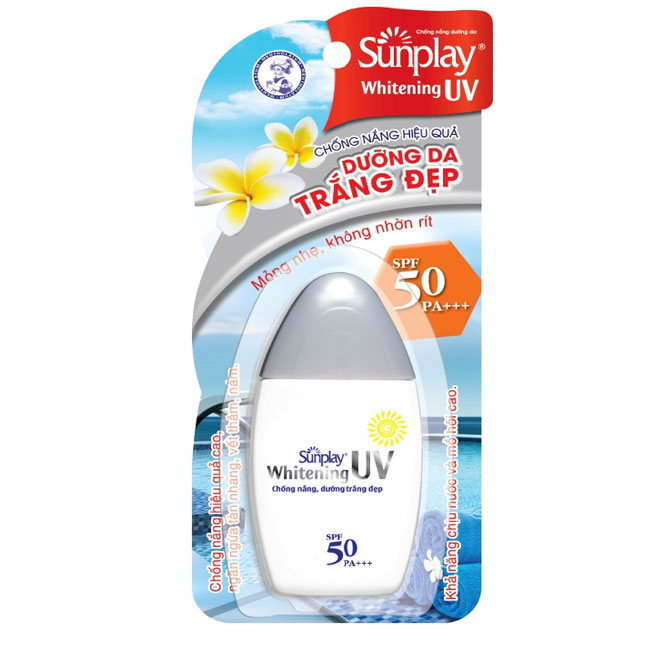 Chống nắng dưỡng da
Sunplay®
Whitening UV
CHỐNG NẮNG HIỆU QUẢ
DƯỠNG DA
TRẮNG ĐẸP
Mỏng nhẹ, không nhờn rít
SPF
50
PA+++
Sunplay®
Whitening UV
Chống nắng, dưỡng trắng đẹp
SPF
50
PA+++
Chống nắng hiệu quả cao,
ngăn ngừa tàn nhang, vết thâm, nám.
Khả năng chịu nước và mồ hôi cao.